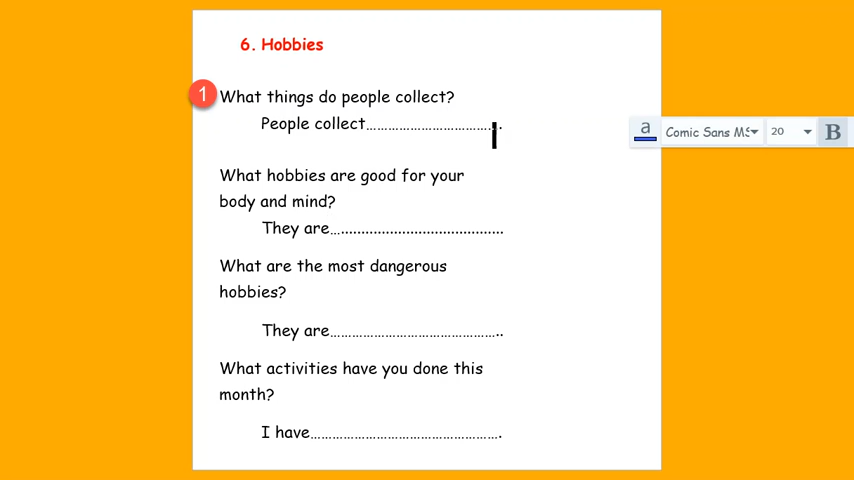 6. Hobbies
1 What things do people collect?
People collect……………………………….
What hobbies are good for your
body and mind?
They are…........................................
What are the most dangerous
hobbies?
They are………………………………………..
What activities have you done this
month?
I have…………………………………………….
a Comic Sans MS 20 B